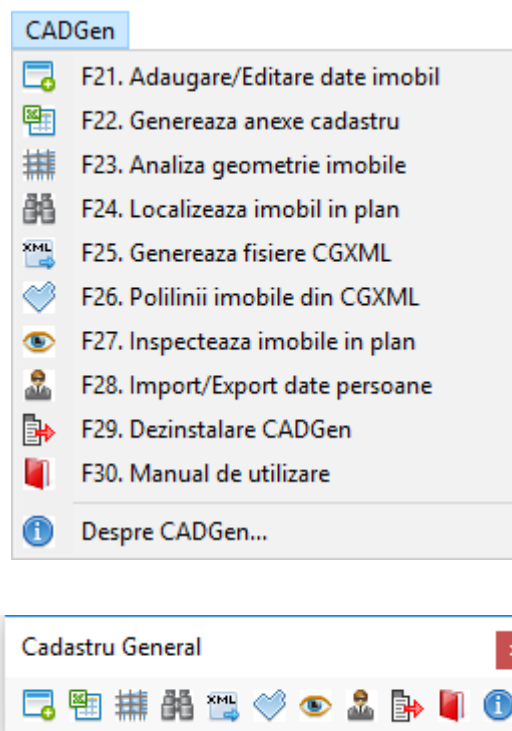 CADGen
F21. Adaugare/Editare date imobil
F22. Genereaza anexe cadastru
F23. Analiza geometrie imobile
F24. Localizeaza imobil in plan
XML
F25. Genereaza fisiere CGXML
F26. Polilinii imobile din CGXML
F27. Inspecteaza imobile in plan
F28. Import/Export date persoane
F29. Dezinstalare CADGen
F30. Manual de utilizare
Despre CADGen...
Cadastru General
XML